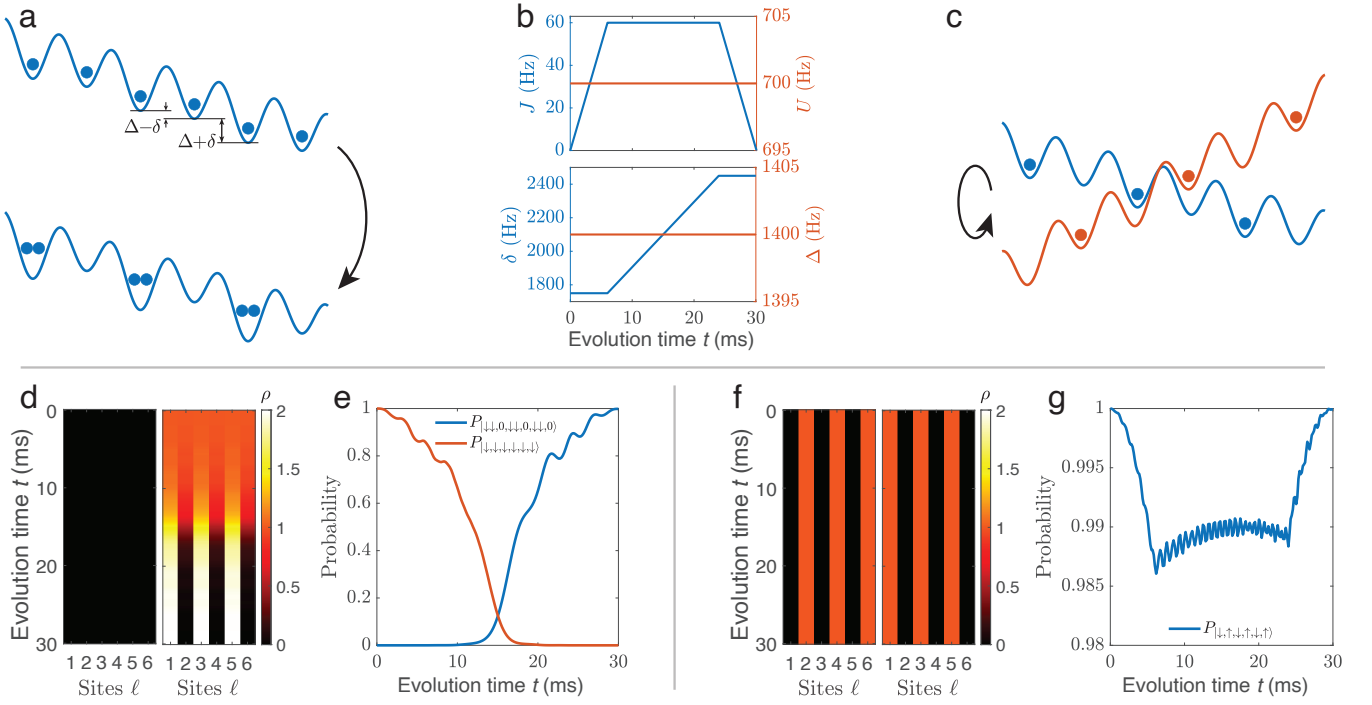 a
Δ−δ
Δ+δ
b
J (Hz)
60
40
20
0
U (Hz)
705
700
695
δ (Hz)
2400
2200
2000
1800
Δ (Hz)
1405
1400
1395
0 10 20 30
Evolution time t (ms)
c
Δ
d
Evolution time t (ms)
0
10
20
30
1 2 3 4 5 6
1 2 3 4 5 6
Sites ℓ
Sites ℓ
ρ
2
1.5
1
0.5
0
e
Probability
1
0.8
0.6
0.4
0.2
0
P|↓↓,0,↓↓,0,↓↓,0⟩
P|↓,↓,↓,↓,↓,↓⟩
0 10 20 30
Evolution time t (ms)
f
Evolution time t (ms)
0
10
20
30
1 2 3 4 5 6
1 2 3 4 5 6
Sites ℓ
Sites ℓ
ρ
2
1.5
1
0.5
0
g
Probability
1
0.995
0.99
0.985
0.98
P|↓,↑,↓,↑,↓,↑⟩
0 10 20 30
Evolution time t (ms)